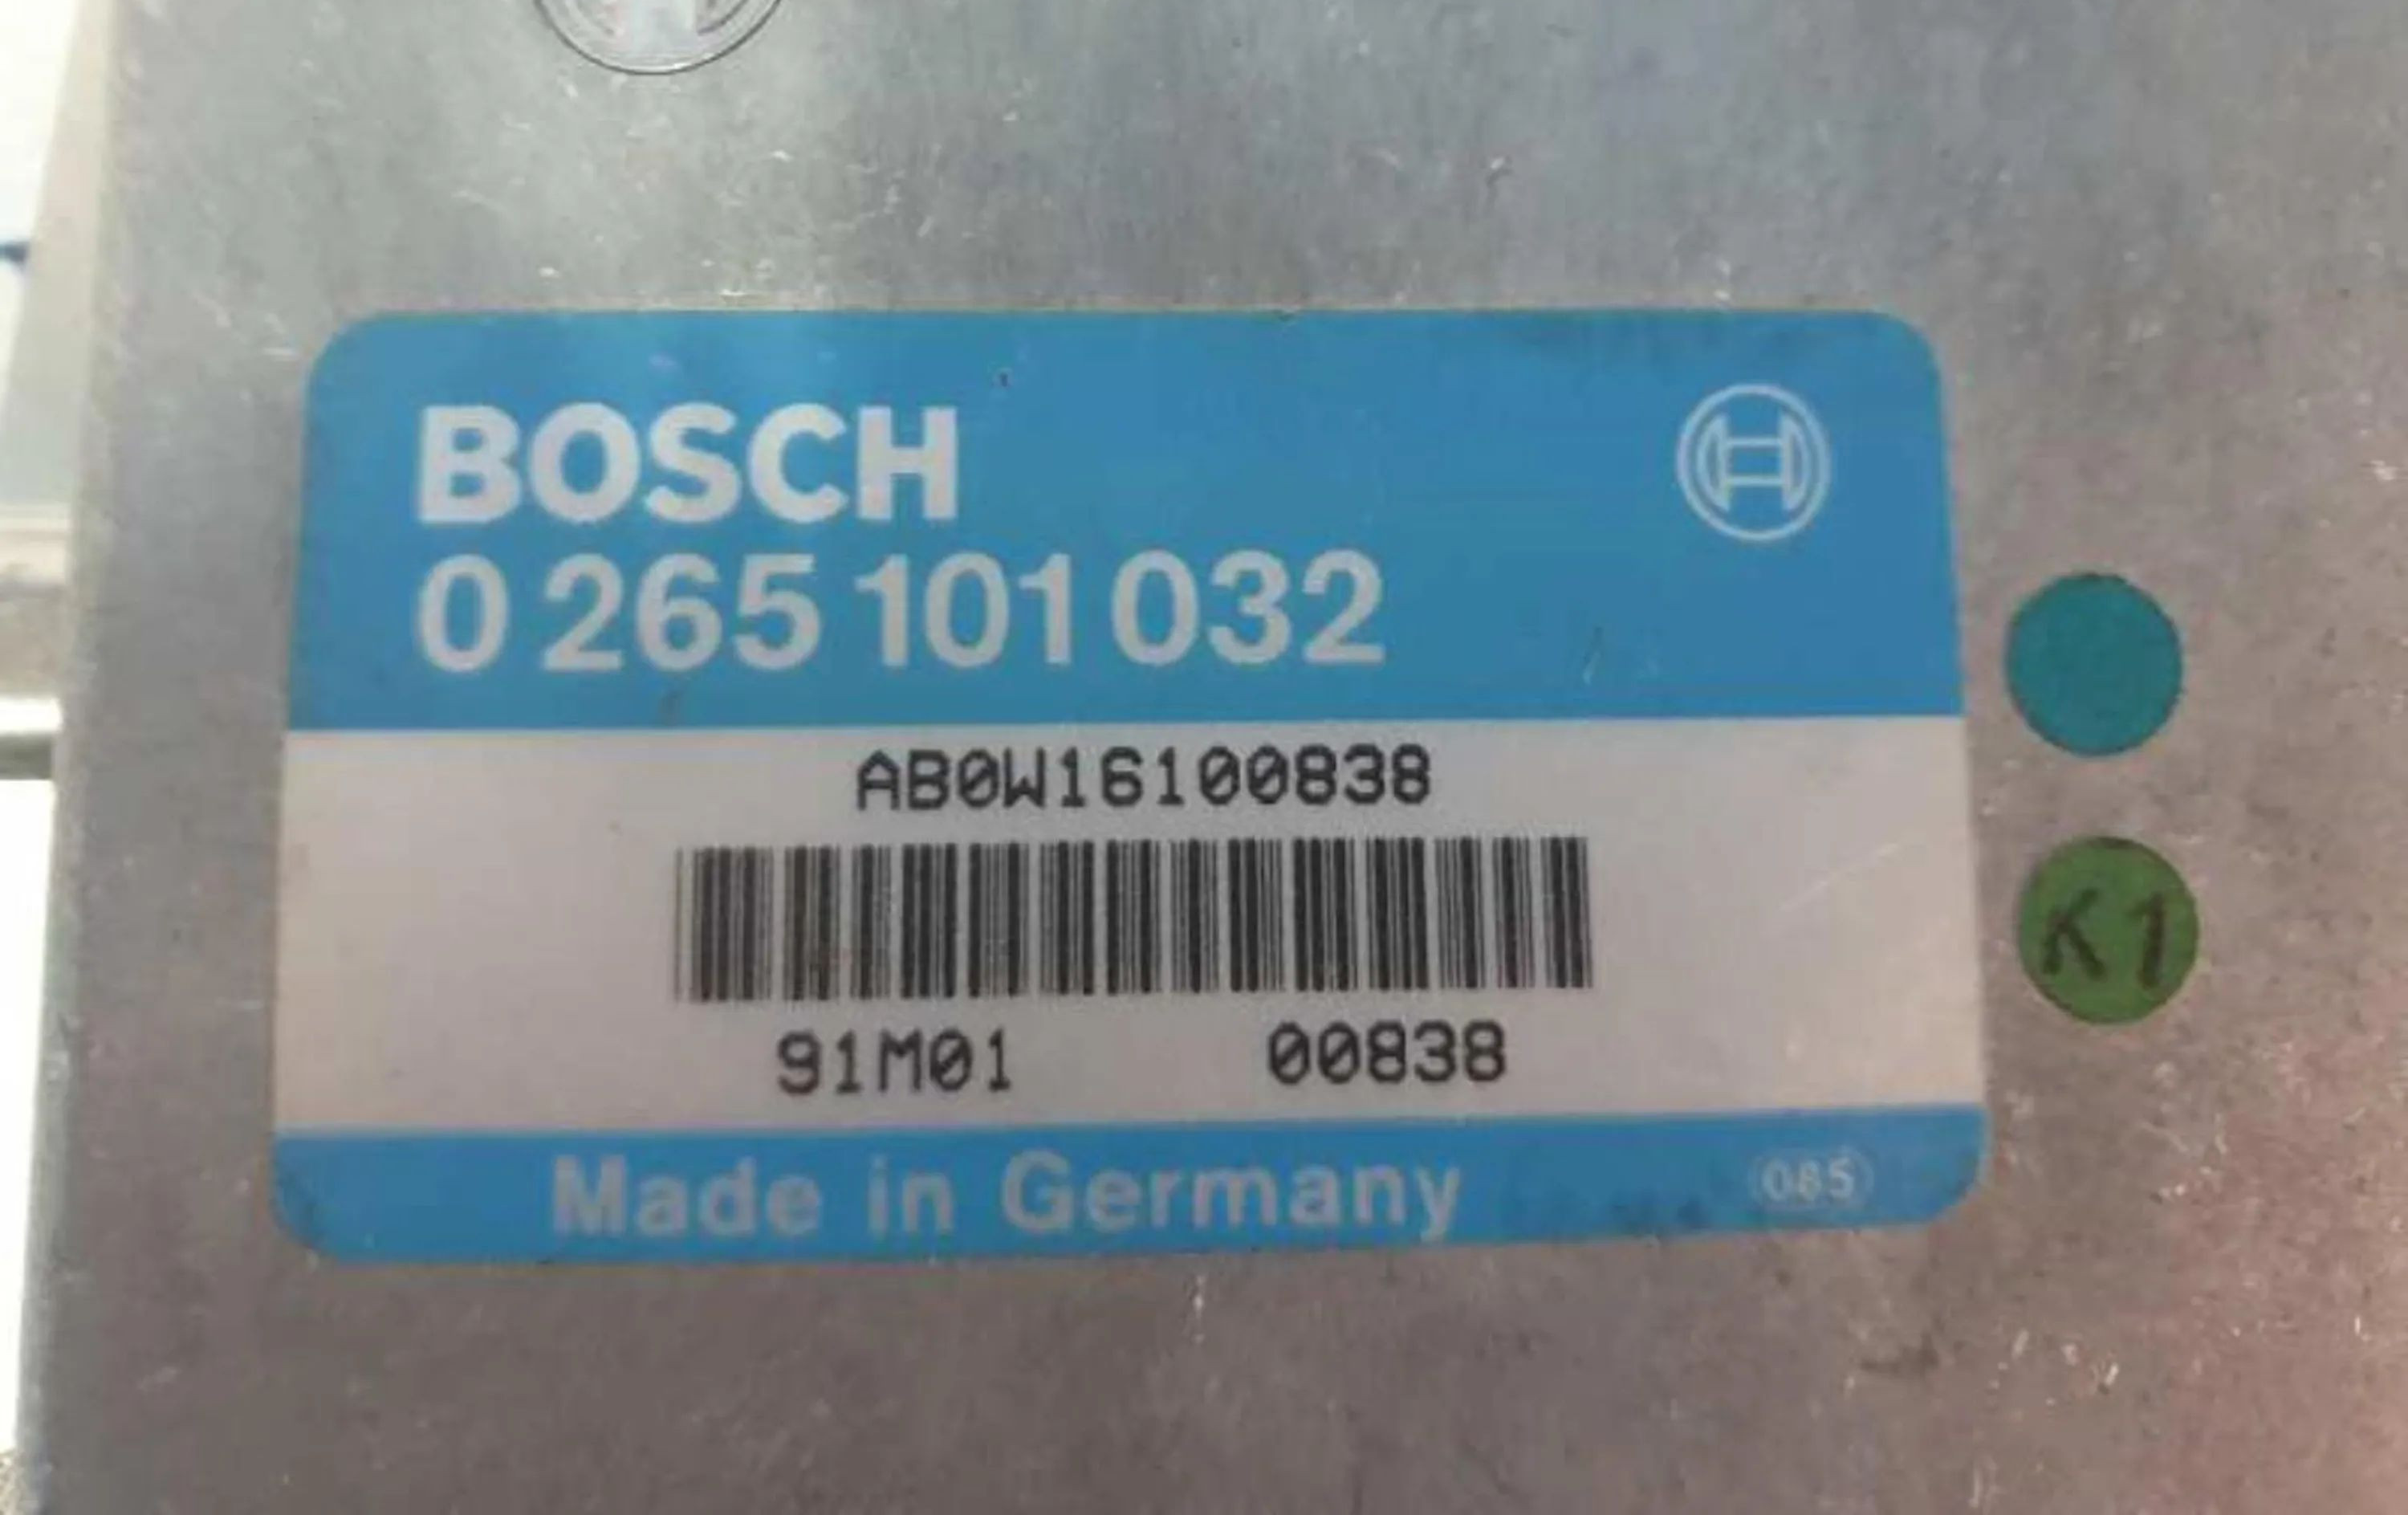 BOSCH
0 265 101 032
AB0W16100838
91M01 00838
Made in Germany
085
K1